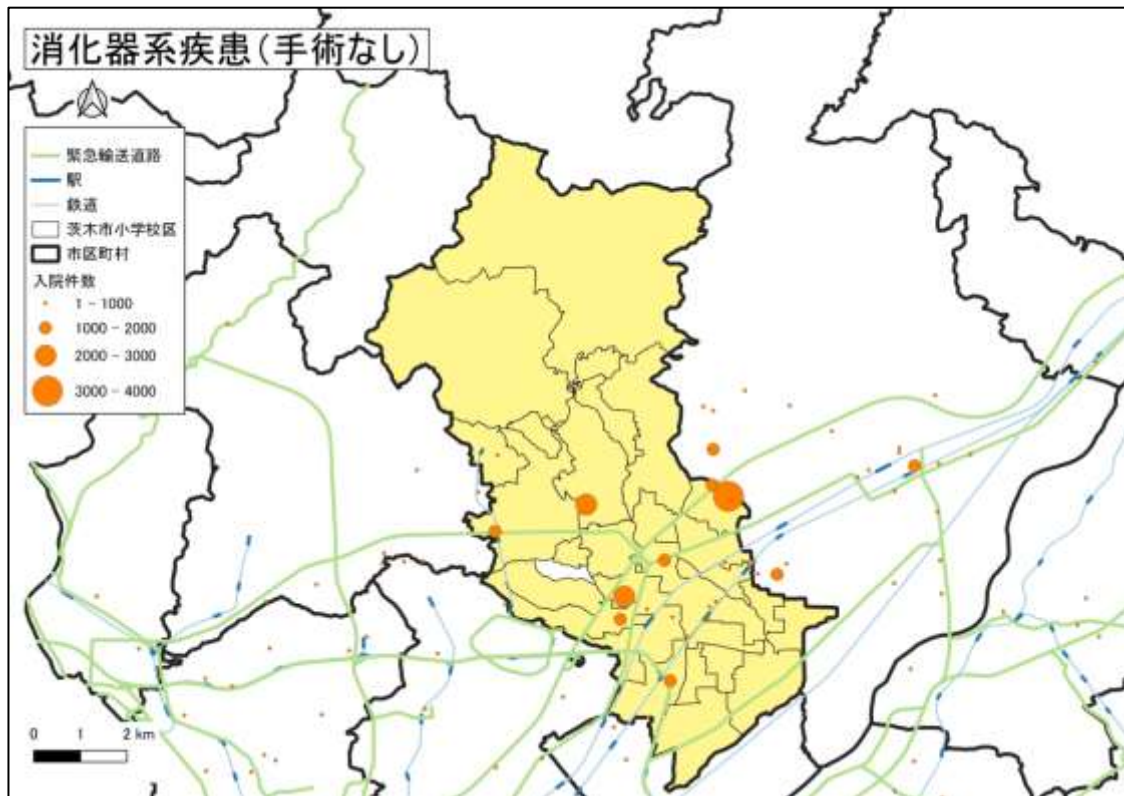 消化器系疾患（手術なし）
緊急輸送道路
駅
鉄道
茨木市小学校区
市区町村
入院件数
1 - 1000
1000 - 2000
2000 - 3000
3000 - 4000
0 1 2 km